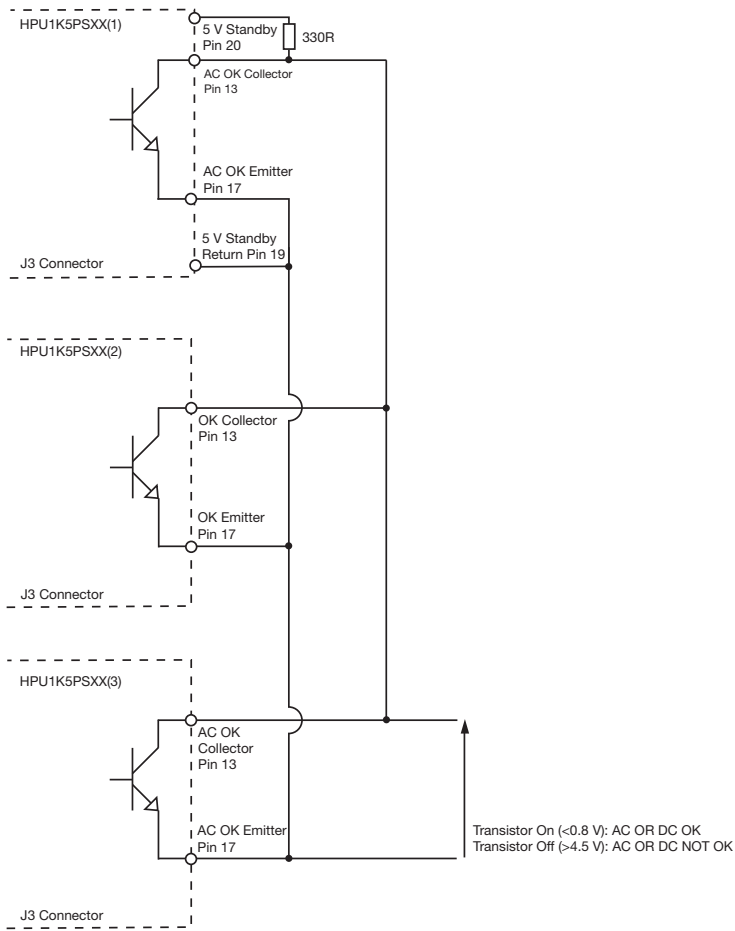 HPU1K5PSXX(1)
5 V Standby
Pin 20
330R
AC OK Collector
Pin 13
AC OK Emitter
Pin 17
5 V Standby
Return Pin 19
J3 Connector
HPU1K5PSXX(2)
OK Collector
Pin 13
OK Emitter
Pin 17
J3 Connector
HPU1K5PSXX(3)
AC OK
Collector
Pin 13
AC OK Emitter
Pin 17
Transistor On (<0.8 V): AC OR DC OK
Transistor Off (>4.5 V): AC OR DC NOT OK
J3 Connector